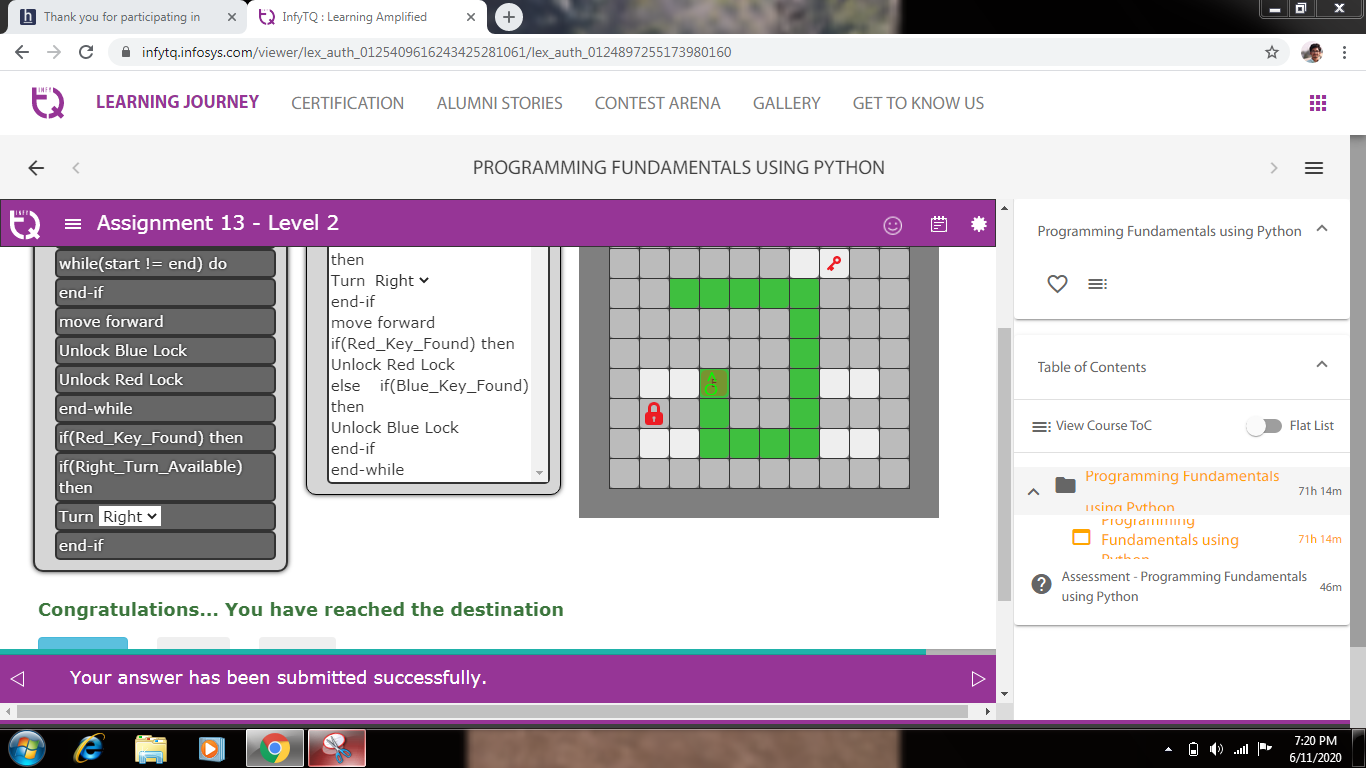 Thank you for participating in
InfyTQ : Learning Amplified
infytq.infosys.com/viewer/lex_auth_0125409616243425281061/lex_auth_01248972551739801​60
LEARNING JOURNEY
CERTIFICATION
ALUMNI STORIES
CONTEST ARENA
GALLERY
GET TO KNOW US
PROGRAMMING FUNDAMENTALS USING PYTHON
Assignment 13 - Level 2
while(start != end) do
end-if
move forward
Unlock Blue Lock
Unlock Red Lock
end-while
if(Red_Key_Found) then
if(Right_Turn_Available)
then
Turn Right
end-if
then
Turn Right
end-if
move forward
if(Red_Key_Found) then
Unlock Red Lock
else if(Blue_Key_Found)
then
Unlock Blue Lock
end-if
end-while
Congratulations... You have reached the destination
Your answer has been submitted successfully.
Programming Fundamentals using Python
Table of Contents
View Course ToC
Flat List
Programming Fundamentals
using Python
71h 14m
Programming
Fundamentals using
Python
71h 14m
Assessment - Programming Fundamentals
using Python
46m
7:20 PM
6/11/2020